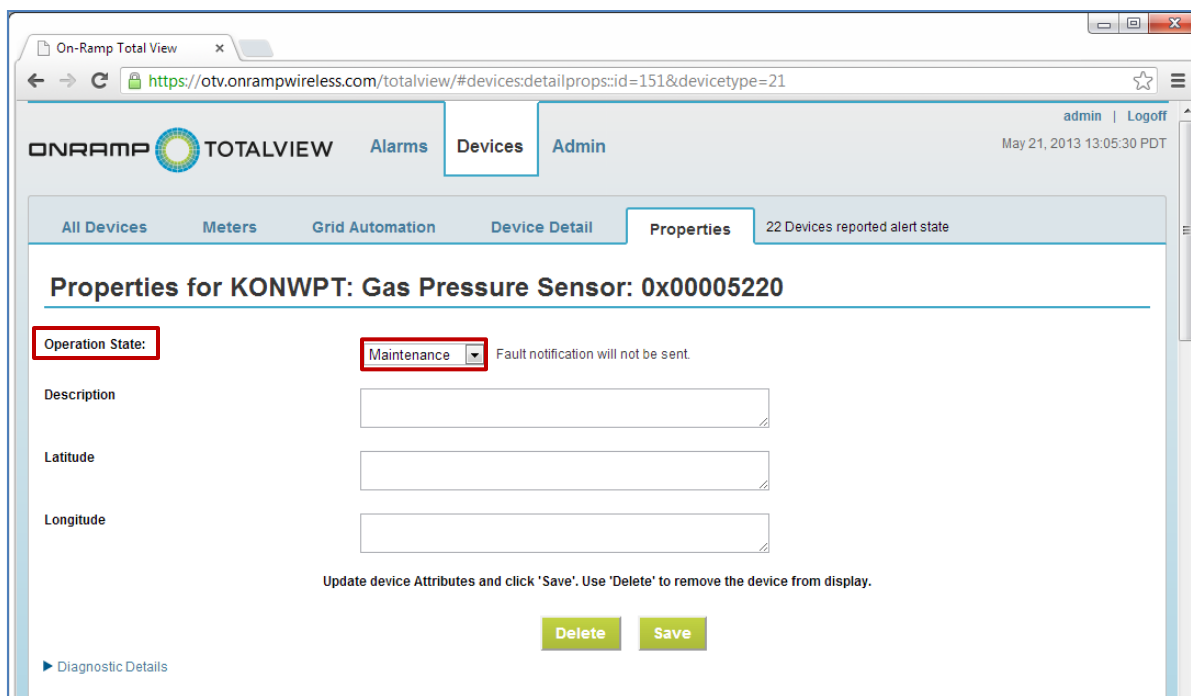 On-Ramp Total View
https://otv.onrampwireless.com/totalview/#devices:detailprops::id=151&devicetype=21
admin | Logoff
ONRAMP TOTALVIEW Alarms Devices Admin May 21, 2013 13:05:30 PDT
All Devices Meters Grid Automation Device Detail Properties 22 Devices reported alert state
Properties for KONWPT: Gas Pressure Sensor: 0x00005220
Operation State: Maintenance Fault notification will not be sent.
Description
Latitude
Longitude
Update device Attributes and click 'Save'. Use 'Delete' to remove the device from display.
Delete Save
Diagnostic Details